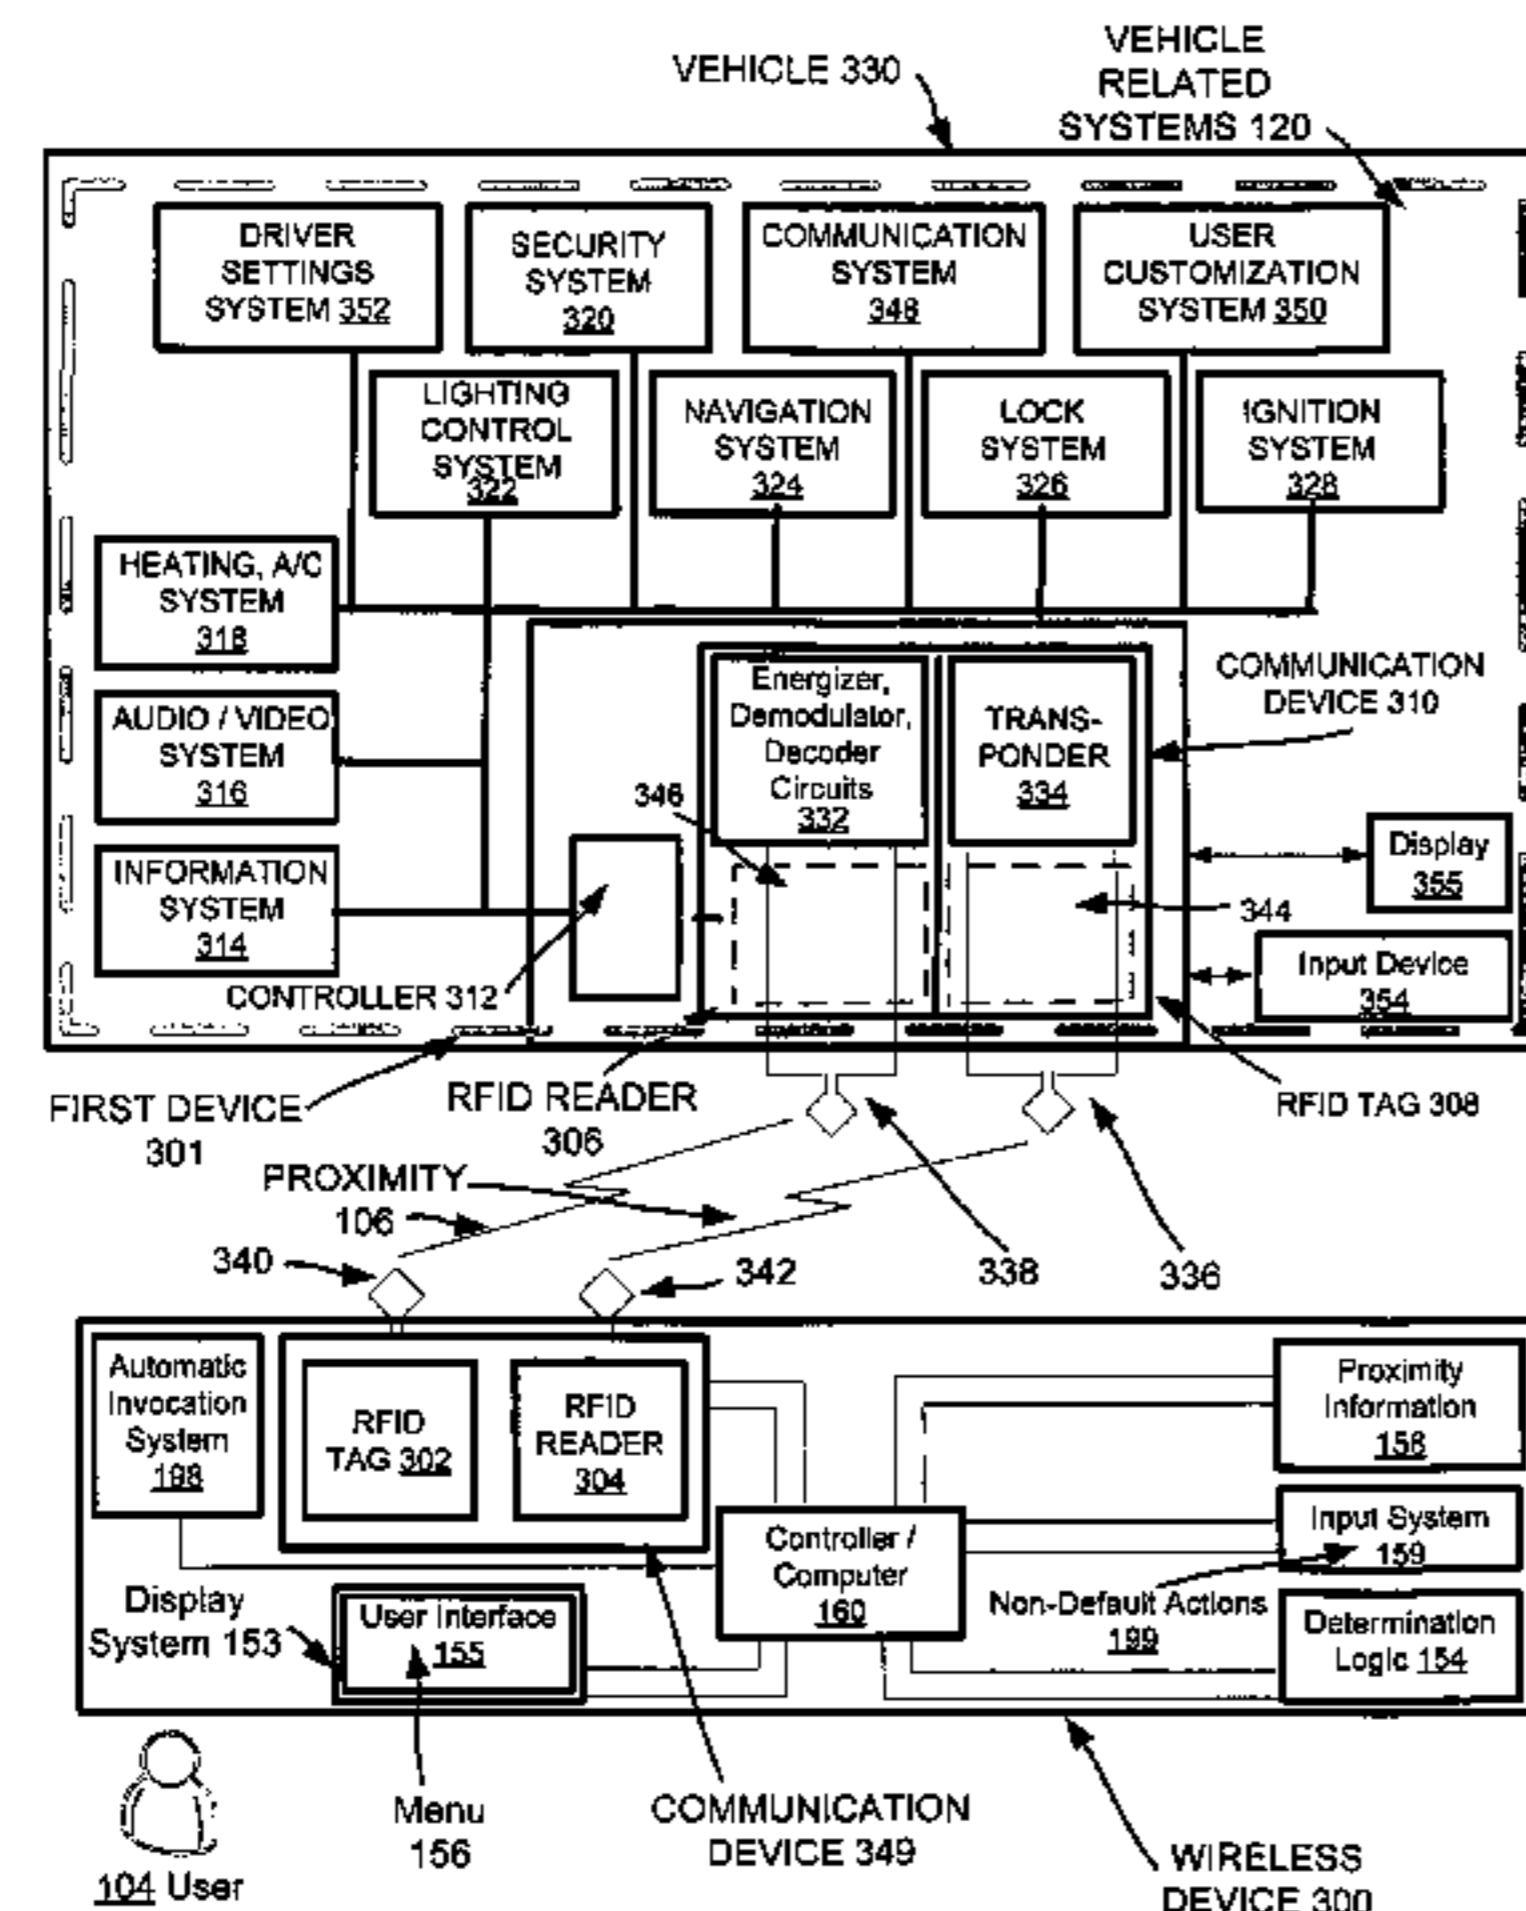 VEHICLE 330
VEHICLE
RELATED
SYSTEMS 120
DRIVER
SETTINGS
SYSTEM 352
SECURITY
SYSTEM
320
COMMUNICATION
SYSTEM
348
USER
CUSTOMIZATION
SYSTEM 350
LIGHTING
CONTROL
SYSTEM
322
NAVIGATION
SYSTEM
324
LOCK
SYSTEM
326
IGNITION
SYSTEM
328
HEATING, A/C
SYSTEM
318
AUDIO / VIDEO
SYSTEM
316
INFORMATION
SYSTEM
314
Energizer,
Demodulator,
Decoder
Circuits
332
TRANS-
PONDER
334
COMMUNICATION
DEVICE 310
346
344
Display
355
Input Device
354
CONTROLLER 312
FIRST DEVICE
301
RFID READER
306
RFID TAG 308
PROXIMITY
106
340
342
338
336
Automatic
Invocation
System
198
RFID
TAG 302
RFID
READER
304
Proximity
Information
158
Controller /
Computer
160
Input System
159
Non-Default Actions
199
Determination
Logic 154
Display
System 153
User Interface
155
Menu
156
COMMUNICATION
DEVICE 349
WIRELESS
DEVICE 300
104 User